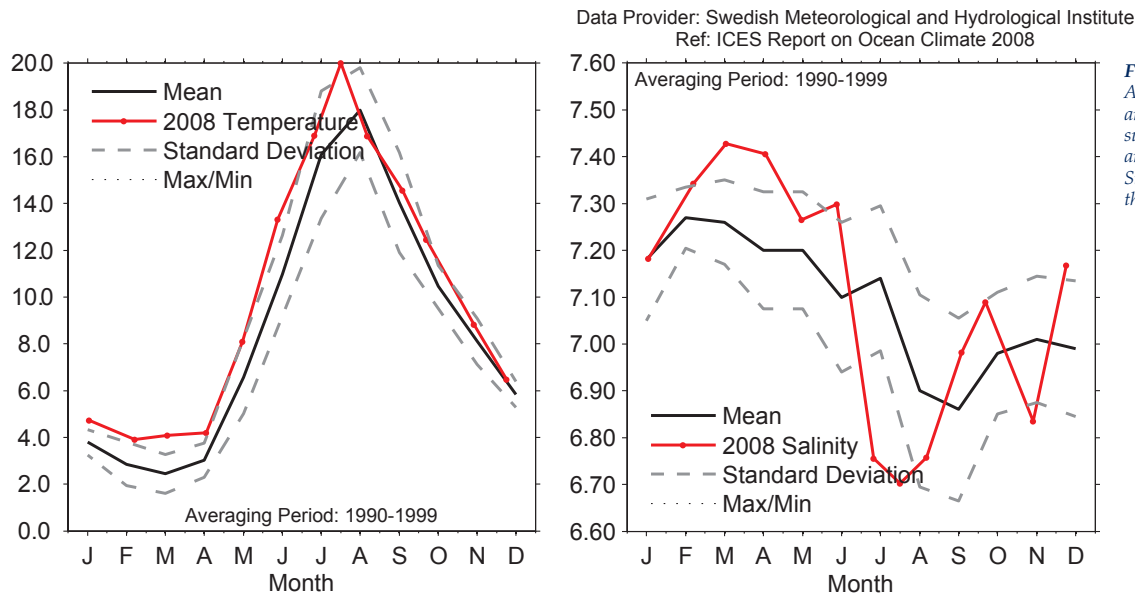 Data Provider: Swedish Meteorological and Hydrological Institute
Ref: ICES Report on Ocean Climate 2008
20.0
18.0
16.0
14.0
12.0
10.0
8.0
6.0
4.0
2.0
0.0
Mean
2008 Temperature
Standard Deviation
Max/Min
Averaging Period: 1990-1999
J F M A M J J A S O N D
Month
7.60
7.50
7.40
7.30
7.20
7.10
7.00
6.90
6.80
6.70
6.60
Averaging Period: 1990-1999
Mean
2008 Salinity
Standard Deviation
Max/Min
J F M A M J J A S O N D
Month
F
A
a